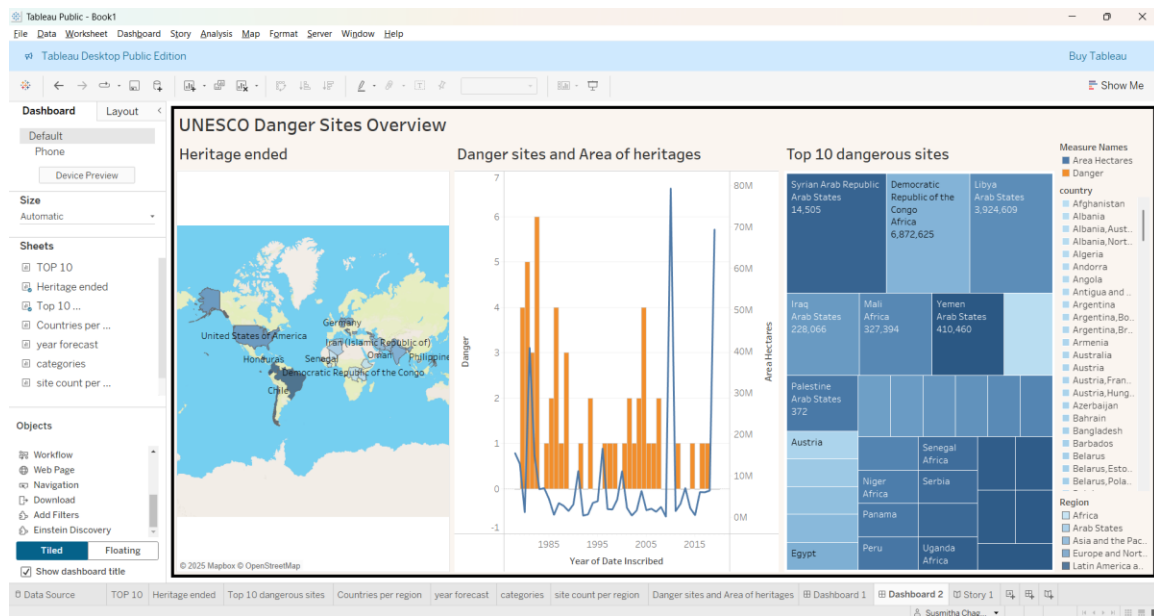 Tableau Public - Book1
File Data Worksheet Dashboard Story Analysis Map Format Server Window Help
Tableau Desktop Public Edition
Buy Tableau
Show Me
Dashboard
Layout
Default
Phone
Device Preview
Size
Automatic
Sheets
TOP 10
Heritage ended
Top 10 ...
Countries per ...
year forecast
categories
site count per ...
Objects
Workflow
Web Page
Navigation
Download
Add Filters
Einstein Discovery
Tiled
Floating
Show dashboard title
UNESCO Danger Sites Overview
Heritage ended
United States of America
Germany
Iran (Islamic Republic of)
Honduras
Senegal
Oman
Philippine
Democratic Republic of the Congo
Chile
© 2025 Mapbox © OpenStreetMap
Danger sites and Area of heritages
7
6
5
4
3
2
1
0
-1
Danger
80M
70M
60M
50M
40M
30M
20M
10M
0M
Area Hectares
1985
1995
2005
2015
Year of Date Inscribed
Top 10 dangerous sites
Syrian Arab Republic
Arab States
14,505
Democratic
Republic of the
Congo
Africa
6,872,625
Libya
Arab States
3,924,609
Iraq
Arab States
228,066
Mali
Africa
327,394
Yemen
Arab States
410,460
Palestine
Arab States
372
Austria
Egypt
Senegal
Africa
Niger
Africa
Serbia
Panama
Peru
Uganda
Africa
Measure Names
Area Hectares
Danger
country
Afghanistan
Albania
Albania,Aust..
Albania,Nort..
Algeria
Andorra
Angola
Antigua and ..
Argentina
Argentina,Bo..
Argentina,Br..
Armenia
Australia
Austria
Austria,Fran..
Austria,Hung..
Azerbaijan
Bahrain
Bangladesh
Barbados
Belarus
Belarus,Esto..
Belarus,Pola..
Region
Africa
Arab States
Asia and the Pac..
Europe and Nort..
Latin America a..
Data Source
TOP 10
Heritage ended
Top 10 dangerous sites
Countries per region
year forecast
categories
site count per region
Danger sites and Area of heritages
Dashboard 1
Dashboard 2
Story 1
Susmitha Chag...